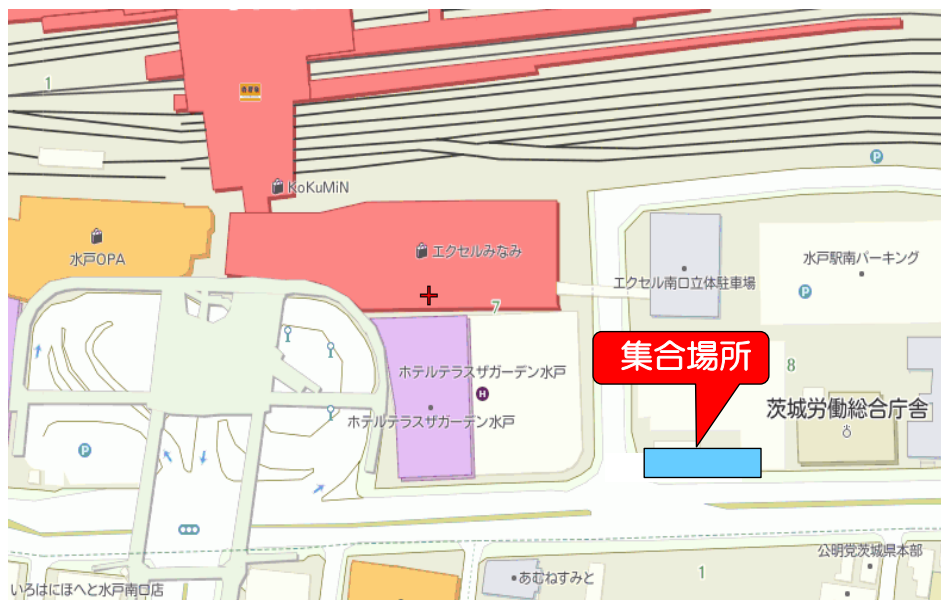 1
KoKuMiN
水戸OPA
エクセルみなみ
エクセル南口立体駐車場
水戸駅南パーキング
P
P
7
集合場所
8
ホテルテラスザガーデン水戸
H
ホテルテラスザガーデン水戸
茨城労働総合庁舎
P
公明党茨城県本部
1
あむねすみと
いろはにほへと水戸南口店